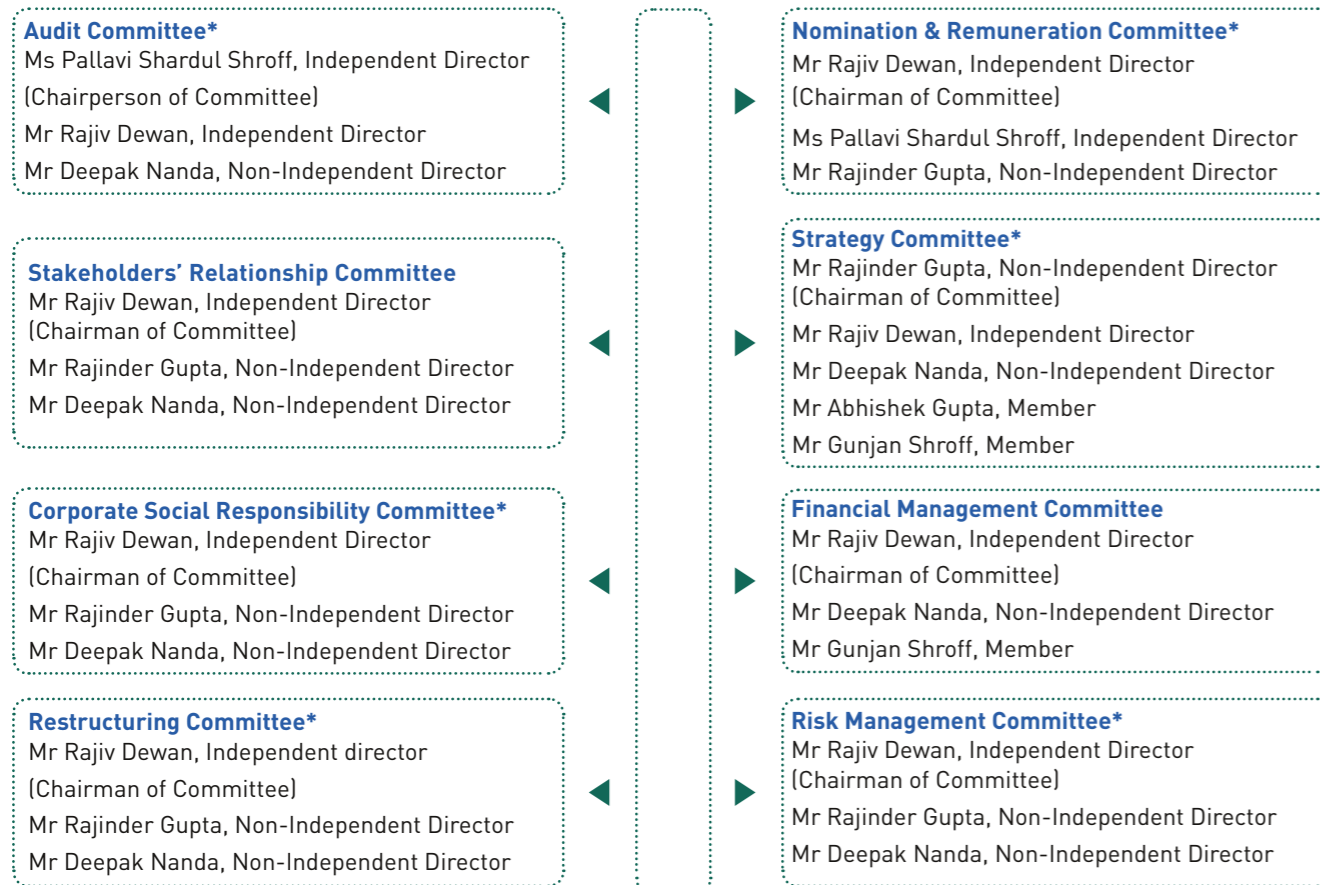 Audit Committee*
Ms Pallavi Shardul Shroff, Independent Director
(Chairperson of Committee)
Mr Rajiv Dewan, Independent Director
Mr Deepak Nanda, Non-Independent Director
Stakeholders’ Relationship Committee
Mr Rajiv Dewan, Independent Director
(Chairman of Committee)
Mr Rajinder Gupta, Non-Independent Director
Mr Deepak Nanda, Non-Independent Director
Corporate Social Responsibility Committee*
Mr Rajiv Dewan, Independent Director
(Chairman of Committee)
Mr Rajinder Gupta, Non-Independent Director
Mr Deepak Nanda, Non-Independent Director
Restructuring Committee*
Mr Rajiv Dewan, Independent director
(Chairman of Committee)
Mr Rajinder Gupta, Non-Independent Director
Mr Deepak Nanda, Non-Independent Director
Nomination & Remuneration Committee*
Mr Rajiv Dewan, Independent Director
(Chairman of Committee)
Ms Pallavi Shardul Shroff, Independent Director
Mr Rajinder Gupta, Non-Independent Director
Strategy Committee*
Mr Rajinder Gupta, Non-Independent Director
(Chairman of Committee)
Mr Rajiv Dewan, Independent Director
Mr Deepak Nanda, Non-Independent Director
Mr Abhishek Gupta, Member
Mr Gunjan Shroff, Member
Financial Management Committee
Mr Rajiv Dewan, Independent Director
(Chairman of Committee)
Mr Deepak Nanda, Non-Independent Director
Mr Gunjan Shroff, Member
Risk Management Committee*
Mr Rajiv Dewan, Independent Director
(Chairman of Committee)
Mr Rajinder Gupta, Non-Independent Director
Mr Deepak Nanda, Non-Independent Director